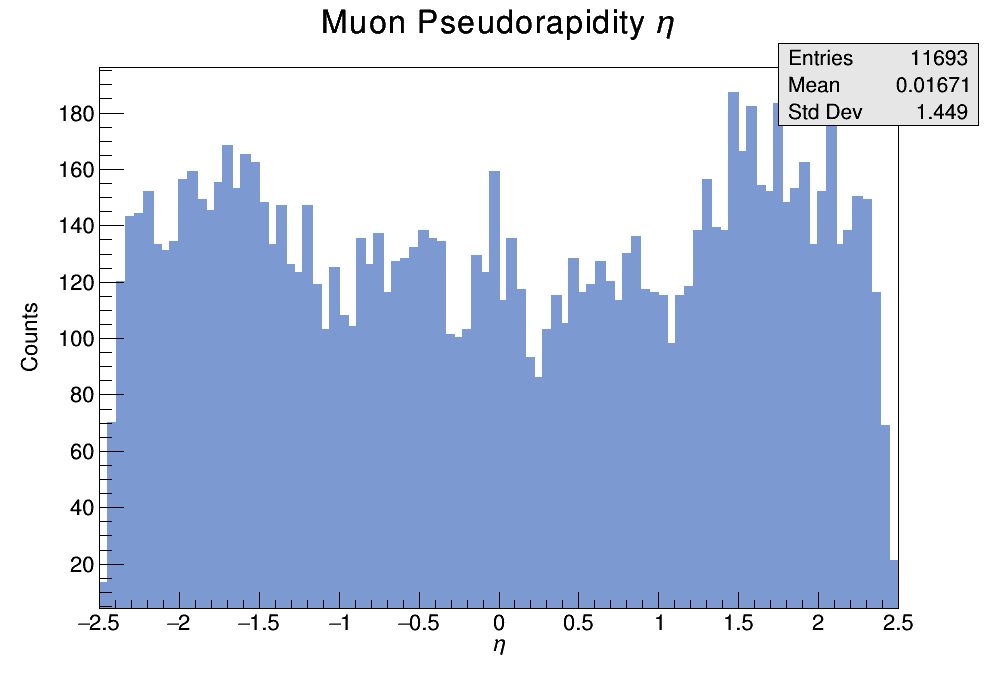 Muon Pseudorapidity η
Entries 11693
Mean 0.01671
Std Dev 1.449
Counts
180
160
140
120
100
80
60
40
20
−2.5 −2 −1.5 −1 −0.5 0 0.5 1 1.5 2 2.5
η